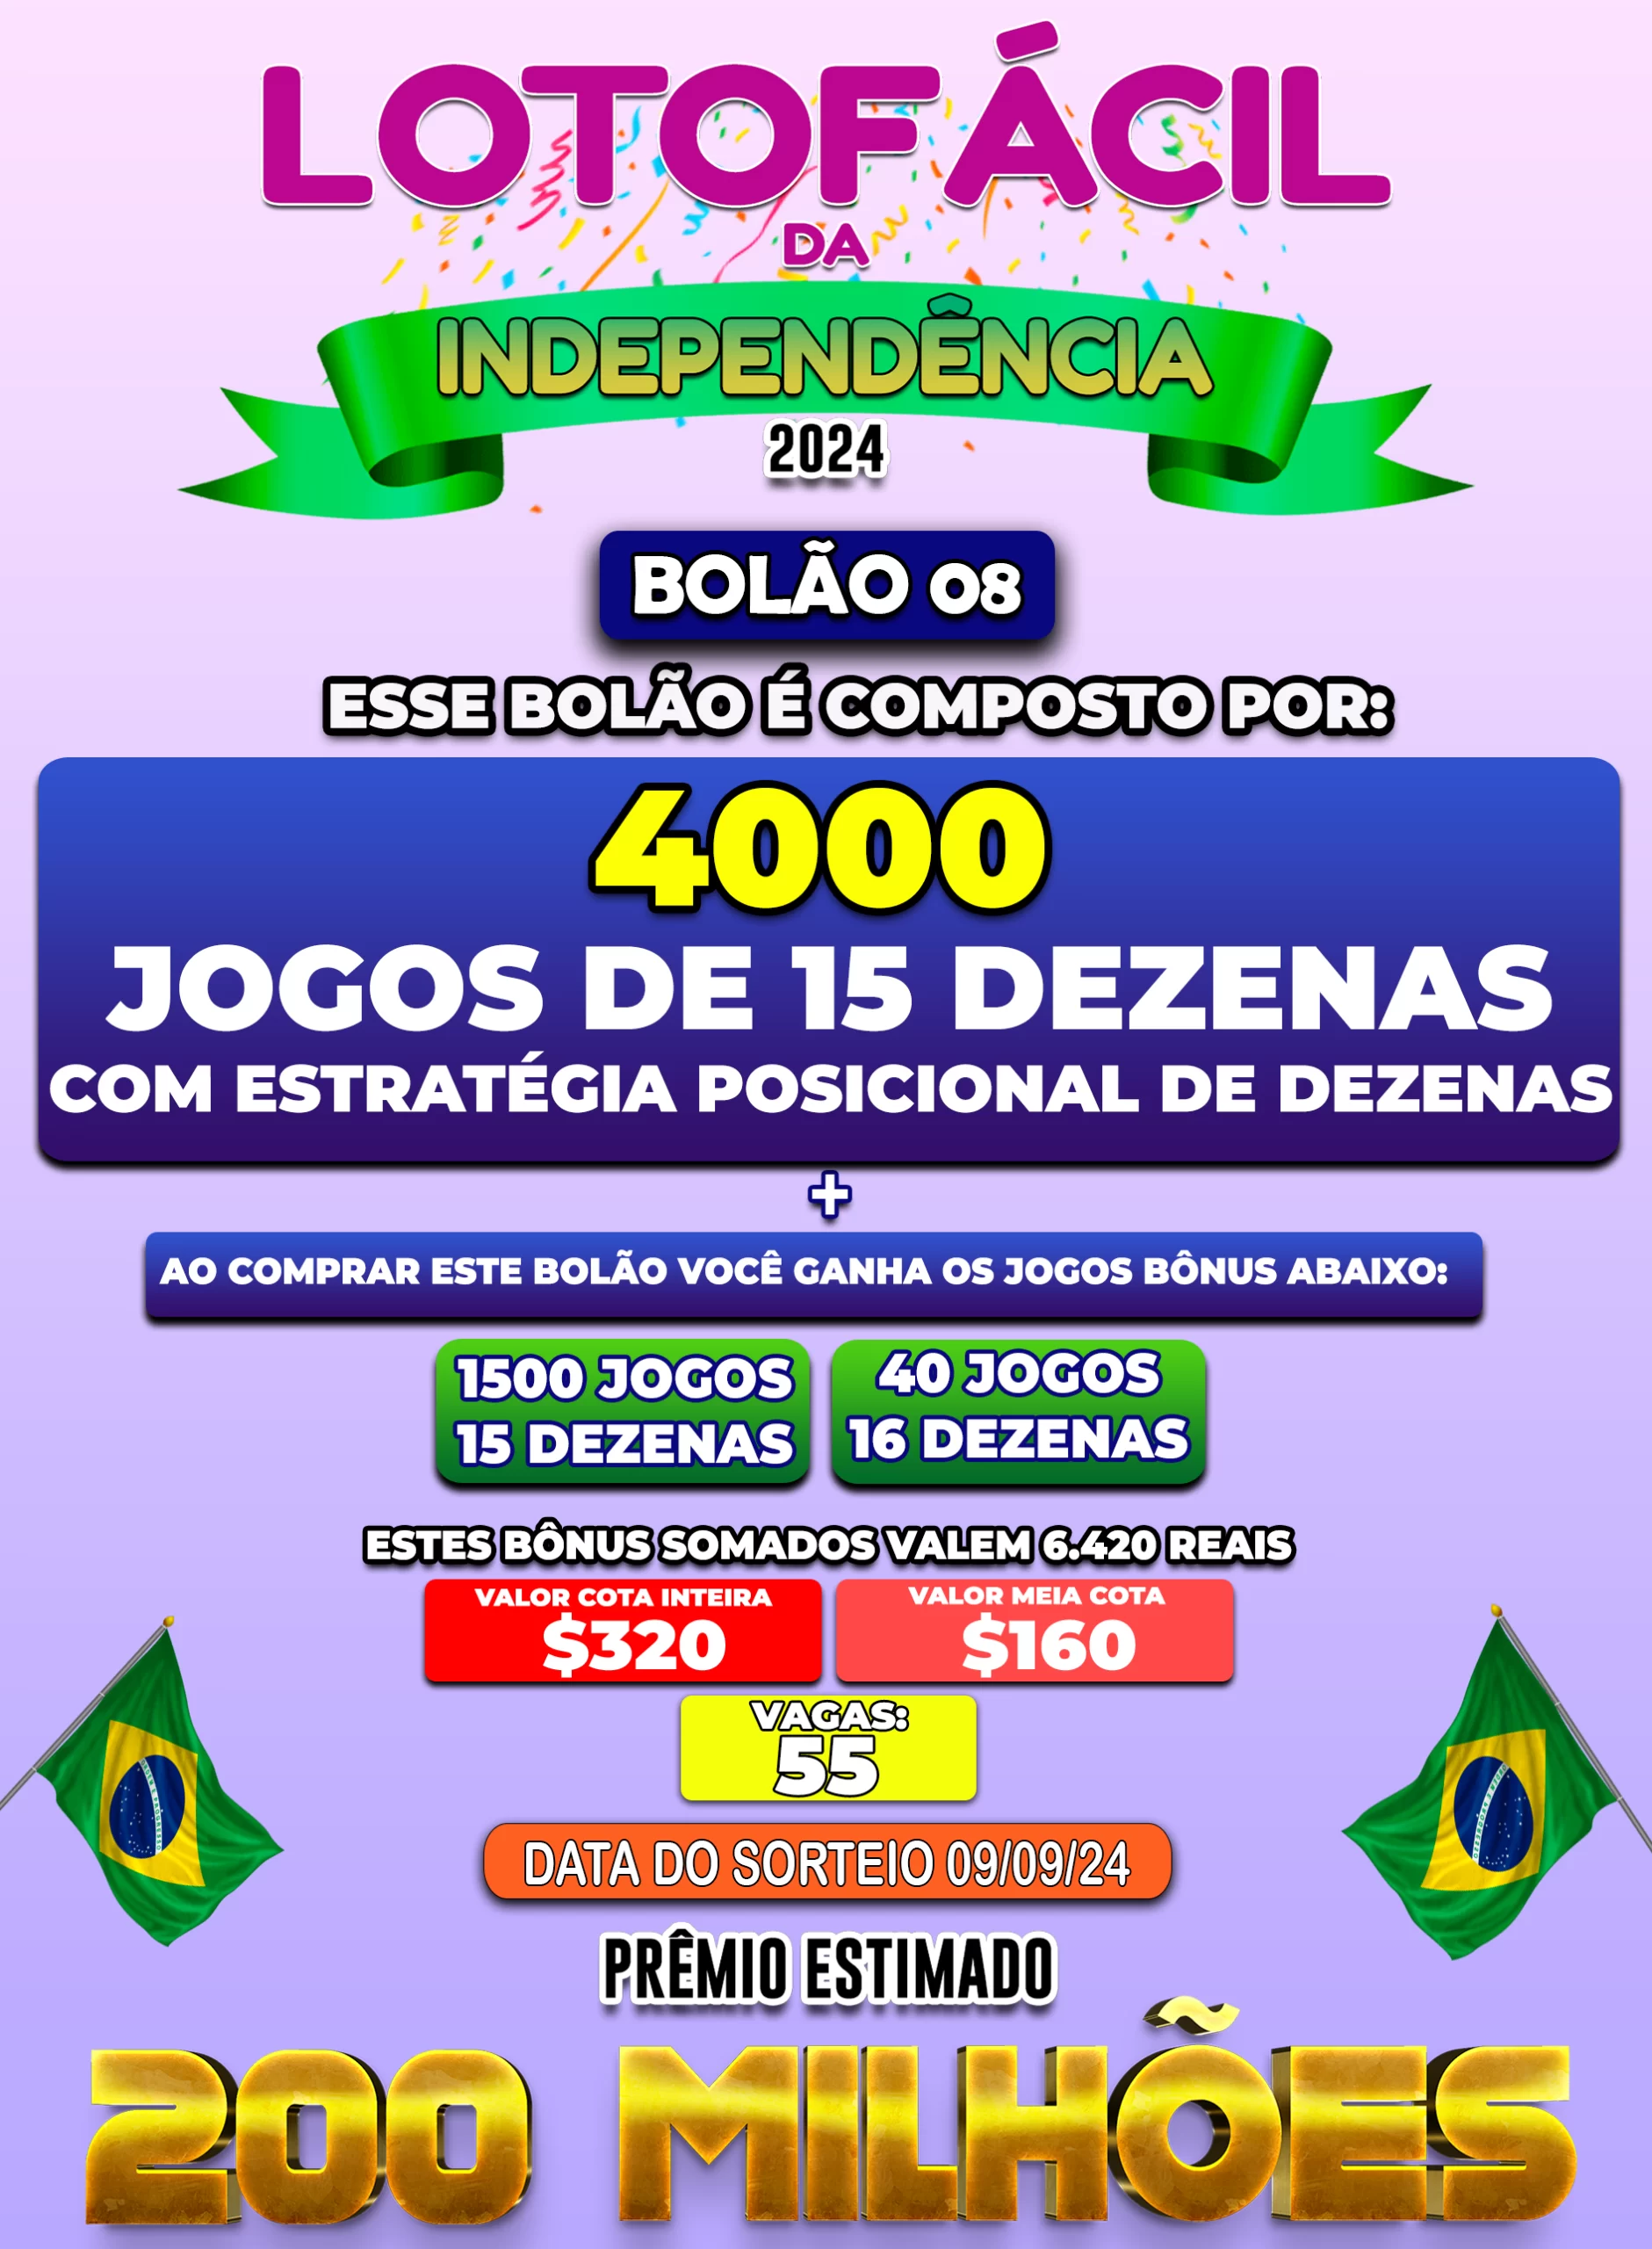 LOTOFÁCIL
DA
INDEPENDÊNCIA
2024
BOLÃO 08
ESSE BOLÃO É COMPOSTO POR:
4000
JOGOS DE 15 DEZENAS
COM ESTRATÉGIA POSICIONAL DE DEZENAS
+
AO COMPRAR ESTE BOLÃO VOCÊ GANHA OS JOGOS BÔNUS ABAIXO:
1500 JOGOS
15 DEZENAS
40 JOGOS
16 DEZENAS
ESTES BÔNUS SOMADOS VALEM 6.420 REAIS
VALOR COTA INTEIRA
$320
VALOR MEIA COTA
$160
VAGAS:
55
DATA DO SORTEIO 09/09/24
PRÊMIO ESTIMADO
200 MILHÕES